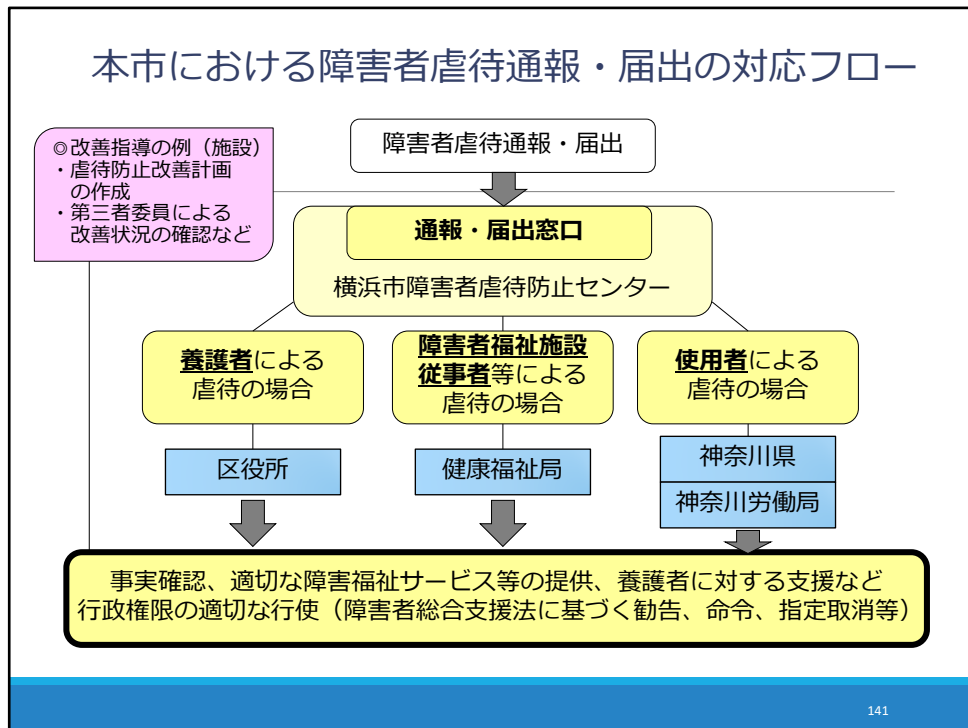 本市における障害者虐待通報・届出の対応フロー
◎改善指導の例（施設）
・虐待防止改善計画
の作成
・第三者委員による
改善状況の確認など
障害者虐待通報・届出
通報・届出窓口
横浜市障害者虐待防止センター
養護者による
虐待の場合
障害者福祉施設
従事者等による
虐待の場合
使用者による
虐待の場合
区役所
健康福祉局
神奈川県
神奈川労働局
事実確認、適切な障害福祉サービス等の提供、養護者に対する支援など
行政権限の適切な行使（障害者総合支援法に基づく勧告、命令、指定取消等）
141